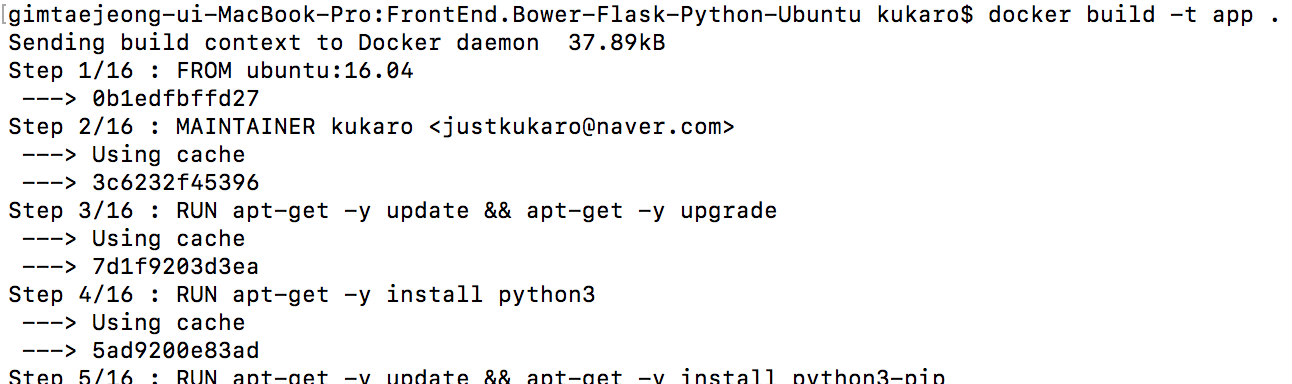 [gimtaejeong-ui-MacBook-Pro:FrontEnd.Bower-Flask-Python-Ubuntu kukaro$ docker build -t app .
Sending build context to Docker daemon  37.89kB
Step 1/16 : FROM ubuntu:16.04
 ---> 0b1edfbffd27
Step 2/16 : MAINTAINER kukaro <justkukaro@naver.com>
 ---> Using cache
 ---> 3c6232f45396
Step 3/16 : RUN apt-get -y update && apt-get -y upgrade
 ---> Using cache
 ---> 7d1f9203d3ea
Step 4/16 : RUN apt-get -y install python3
 ---> Using cache
 ---> 5ad9200e83ad
Step 5/16 : RUN apt-get -y update && apt-get -y install python3-pip